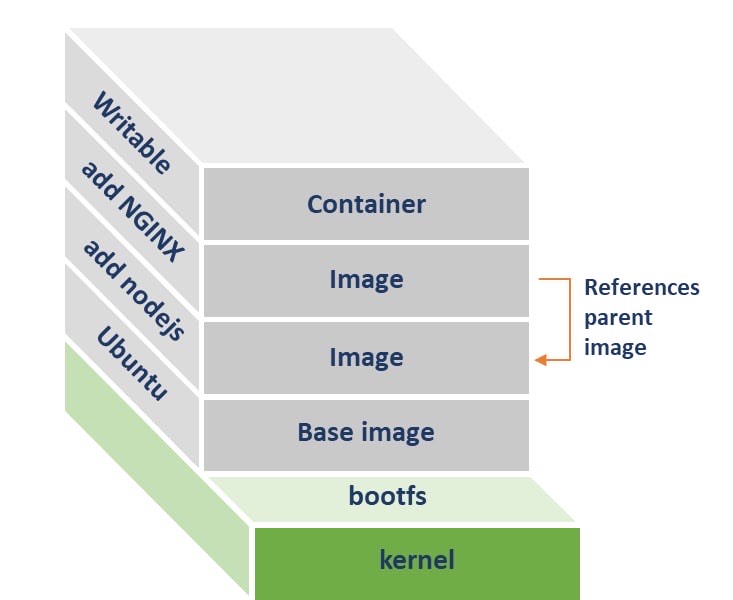 Writable
Container
add NGINX
Image
References
parent
image
add nodejs
Image
Ubuntu
Base image
bootfs
kernel